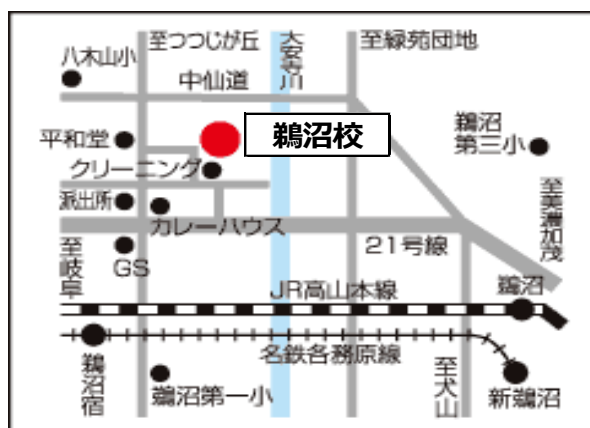 至つつじが丘
大安寺川
至緑苑団地
八木山小
中仙道
平和堂
鵜沼校
鵜沼
第三小
クリーニング
派出所
カレーハウス
至美濃加茂
至岐阜
GS
21号線
JR高山本線
鵜沼
名鉄各務原線
鵜沼宿
鵜沼第一小
至犬山
新鵜沼